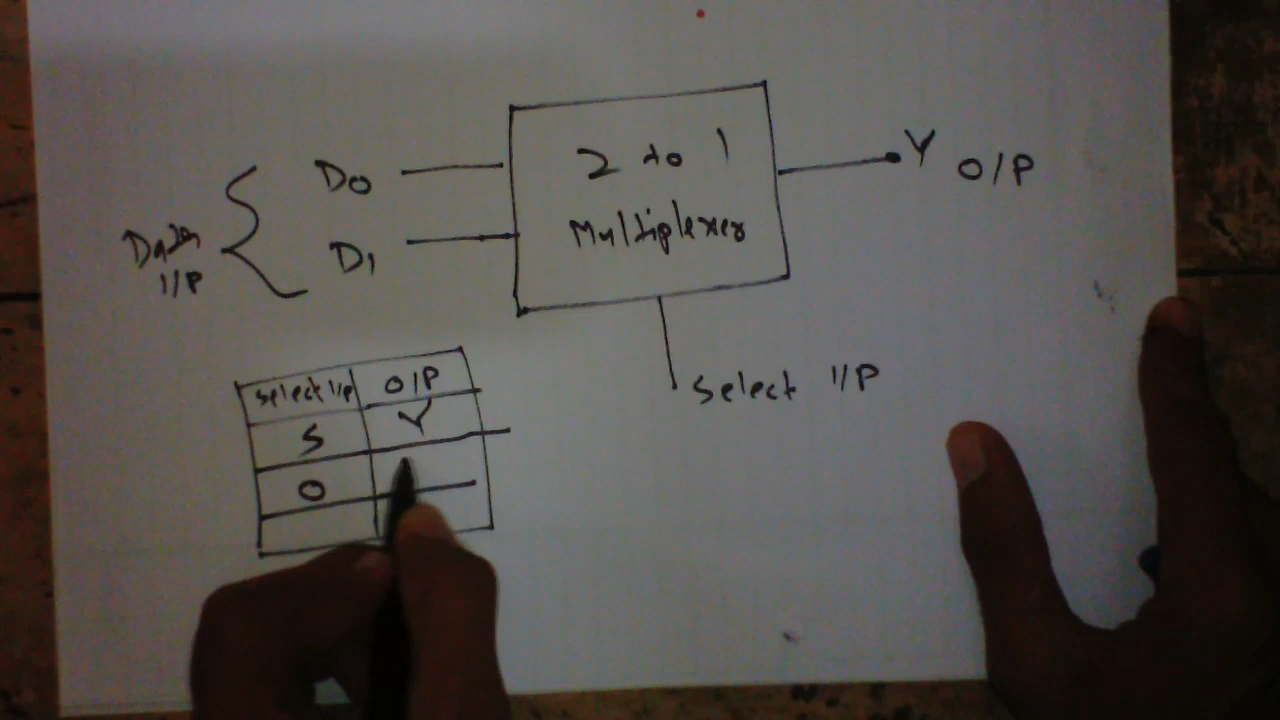 D0
D1
Data
I/P
2 to 1
Multiplexer
Y O/P
Select I/P
Select I/P O/P
S Y
0